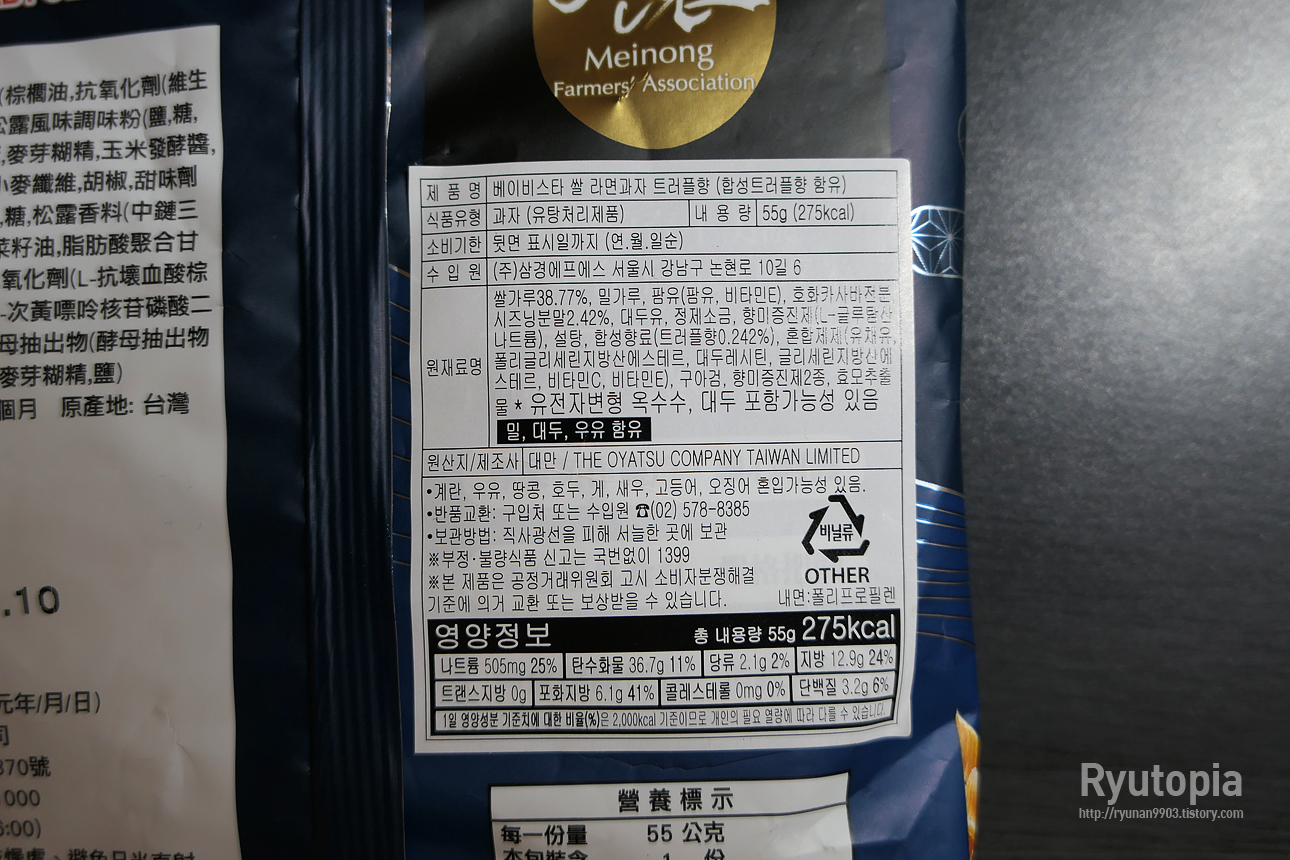 (棕櫚油,抗氧化劑(維生
松露風味調味粉(鹽,糖,
,麥芽糊精,玉米發酵醬,
小麥纖維,胡椒,甜味劑
,糖,松露香料(中鏈三
菜籽油,脂肪酸聚合甘
氧化劑(L-抗壞血酸棕
-次黃嘌呤核苷磷酸二
母抽出物(酵母抽出物
麥芽糊精,鹽)
個月 原產地: 台灣
.10
元年/月/日)
司
370號
000
6:00)
Meinong
Farmers' Association
제 품 명 베이비스타 쌀 라면과자 트러플향 (합성트러플향 함유)
식품유형 과자 (유탕처리제품) 내 용 량 55g (275kcal)
소비기한 뒷면 표시일까지 (연.월.일순)
수 입 원 (주)삼경에프에스 서울시 강남구 논현로 10길 6
원재료명
쌀가루38.77%, 밀가루, 팜유(팜유, 비타민E), 호화카사바전분
시즈닝분말2.42%, 대두유, 정제소금, 향미증진제(L-글루탐산
나트륨), 설탕, 합성향료(트러플향0.242%), 혼합제제(유채유,
폴리글리세린지방산에스테르, 대두레시틴, 글리세린지방산에
스테르, 비타민C, 비타민E), 구아검, 향미증진제2종, 효모추출
물 * 유전자변형 옥수수, 대두 포함가능성 있음
밀, 대두, 우유 함유
원산지/제조사 대만 / THE OYATSU COMPANY TAIWAN LIMITED
•계란, 우유, 땅콩, 호두, 게, 새우, 고등어, 오징어 혼입가능성 있음.
•반품교환: 구입처 또는 수입원 ☎(02) 578-8385
•보관방법: 직사광선을 피해 서늘한 곳에 보관
※부정·불량식품 신고는 국번없이 1399
※본 제품은 공정거래위원회 고시 소비자분쟁해결
기준에 의거 교환 또는 보상받을 수 있습니다.
비닐류
OTHER
내면:폴리프로필렌
영양정보 총 내용량 55g 275kcal
나트륨 505mg 25% 탄수화물 36.7g 11% 당류 2.1g 2% 지방 12.9g 24%
트랜스지방 0g 포화지방 6.1g 41% 콜레스테롤 0mg 0% 단백질 3.2g 6%
1일 영양성분 기준치에 대한 비율(%)은 2,000kcal 기준이므로 개인의 필요 열량에 따라 다를 수 있습니다.
營養標示
每一份量 55 公克
本包裝含 1 份
Ryutopia
http://ryunan9903.tistory.com